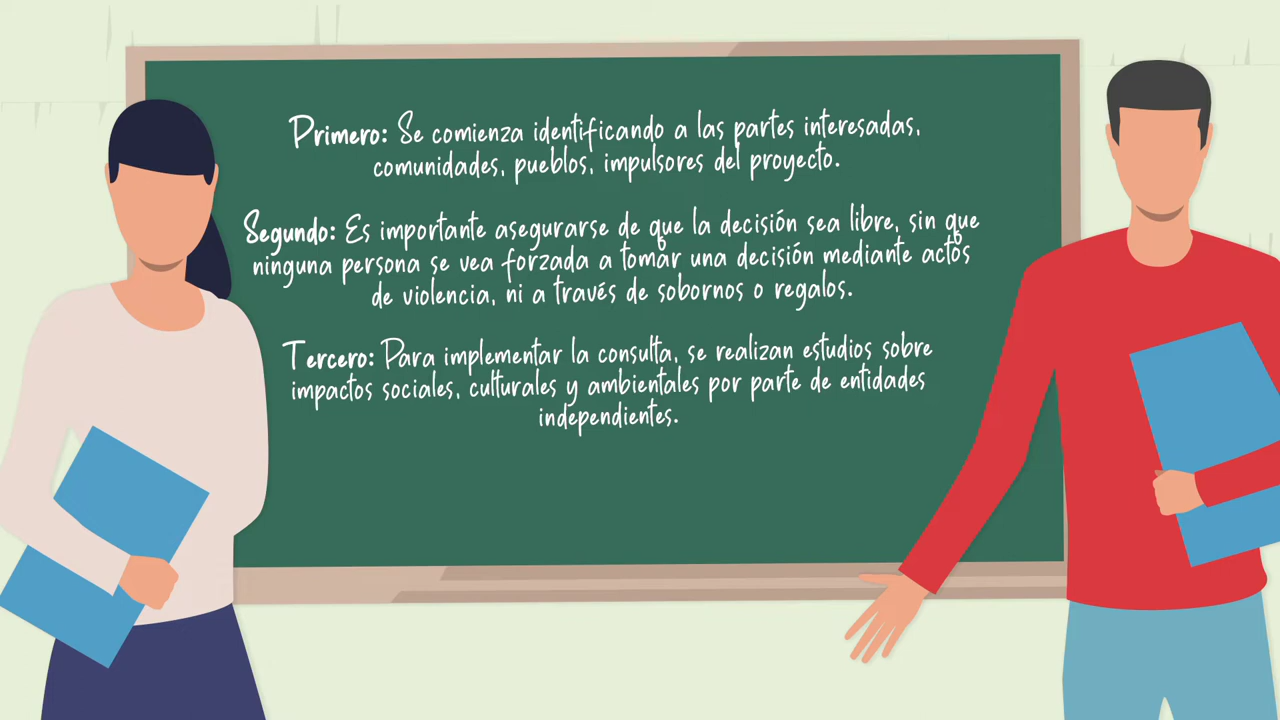 Primero: Se comienza identificando a las partes interesadas,
comunidades, pueblos, impulsores del proyecto.
Segundo: Es importante asegurarse de que la decisión sea libre, sin que
ninguna persona se vea forzada a tomar una decisión mediante actos
de violencia, ni a través de sobornos o regalos.
Tercero: Para implementar la consulta, se realizan estudios sobre
impactos sociales, culturales y ambientales por parte de entidades
independientes.